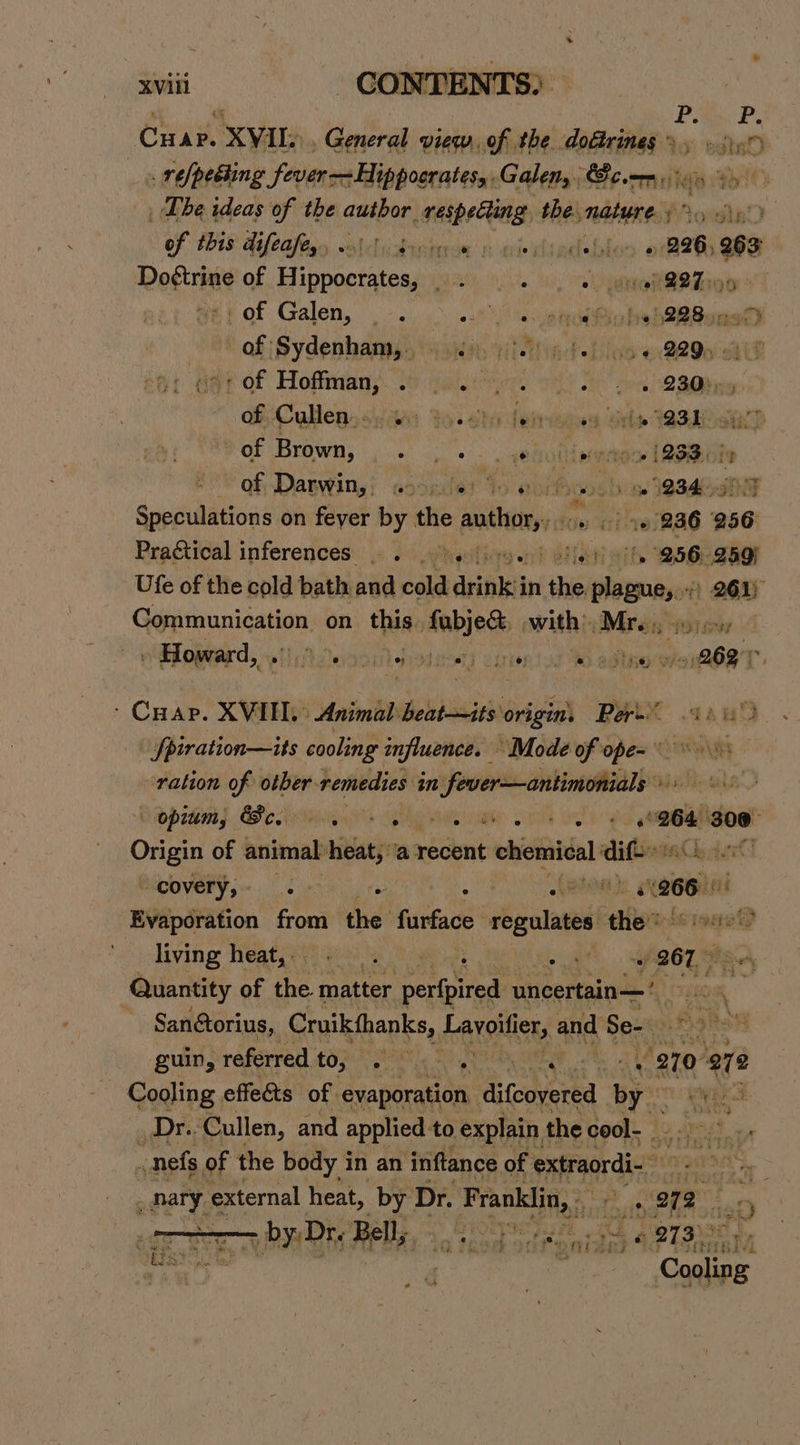 xviii CONTENTS.
P. P.
CHAP. XVII. General view of the doctrines
reſpecting fever—Hippocrates, Galen, &c.—
The ideas of the author respecting the nature
of this diſeaſe, . . . . 226, 263
Doctrine of Hippocrates, . . . . 227
of Galen, . . . . 228
of Sydenham, . . . . 229
of Hoffman, . . . . 230
of Cullen . . . . 231
of Brown, . . . . 233
of Darwin, . . . . 234
Speculations on fever by the author, . . 236 256
Practical inferences . . . . 256 259
Uſe of the cold bath and cold drink in the plague, . 261
Communication on this ſubject with Mr.
Howard, . . . . 262
CHAP. XVIII. Animal heat—its origin. Per-
ſpiration—its cooling influence. Mode of ope-
ration of other remedies in fever—antimonials
opium, &c. . . . . 264 300
Origin of animal heat, a recent chemical diſ-
covery, . . . . 266
Evaporation from the ſurface regulates the
living heat, . . . . 267
Quantity of the matter perſpired uncertain—
Sanctorius, Cruikſhanks, Lavoiſier, and Se-
guin, referred to, . . . . 270 272
Cooling effects of evaporation diſcovered by
Dr. Cullen, and applied to explain the cool-
neſs of the body in an inſtance of extraordi-
nary external heat, by Dr. Franklin, . . 272
——— by Dr. Bell, . . . . 273
Cooling